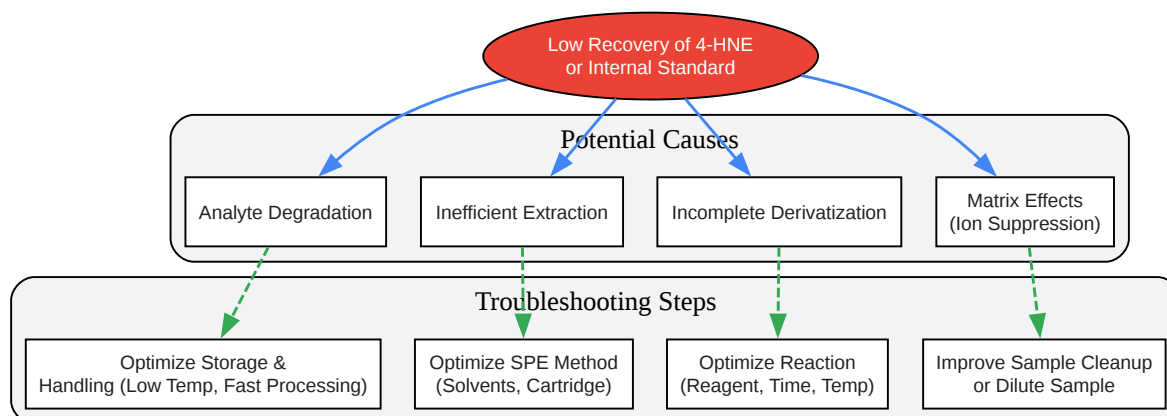 Low Recovery of 4-HNE
or Internal Standard
Potential Causes
Analyte Degradation
Inefficient Extraction
Incomplete Derivatization
Matrix Effects
(Ion Suppression)
Troubleshooting Steps
Optimize Storage &
Handling (Low Temp, Fast Processing)
Optimize SPE Method
(Solvents, Cartridge)
Optimize Reaction
(Reagent, Time, Temp)
Improve Sample Cleanup
or Dilute Sample